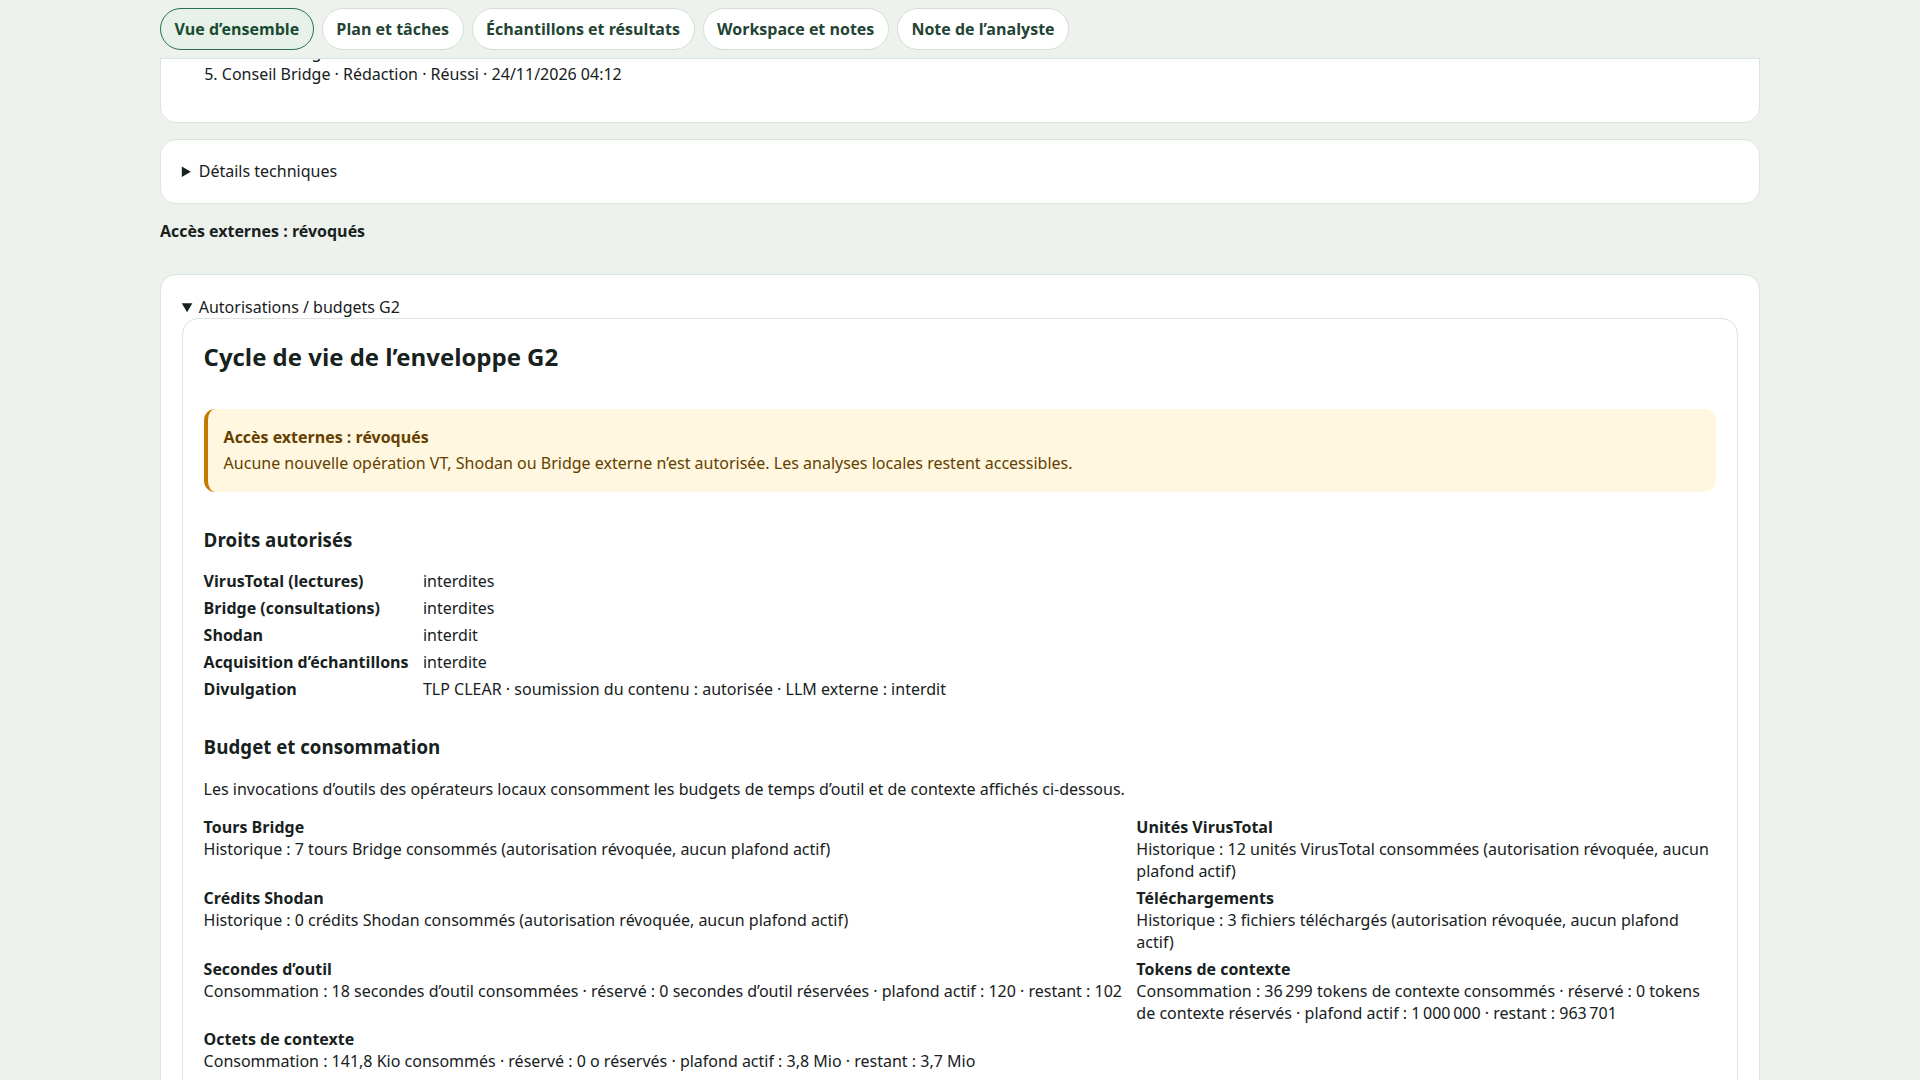 Vue d’ensemble
Plan et tâches
Échantillons et résultats
Workspace et notes
Note de l’analyste
5. Conseil Bridge · Rédaction · Réussi · 24/11/2026 04:12
Détails techniques
Accès externes : révoqués
Autorisations / budgets G2
Cycle de vie de l’enveloppe G2
Accès externes : révoqués
Aucune nouvelle opération VT, Shodan ou Bridge externe n’est autorisée. Les analyses locales restent accessibles.
Droits autorisés
VirusTotal (lectures) interdites
Bridge (consultations) interdites
Shodan interdit
Acquisition d’échantillons interdite
Divulgation TLP CLEAR · soumission du contenu : autorisée · LLM externe : interdit
Budget et consommation
Les invocations d’outils des opérateurs locaux consomment les budgets de temps d’outil et de contexte affichés ci-dessous.
Tours Bridge
Historique : 7 tours Bridge consommés (autorisation révoquée, aucun plafond actif)
Unités VirusTotal
Historique : 12 unités VirusTotal consommées (autorisation révoquée, aucun
plafond actif)
Crédits Shodan
Historique : 0 crédits Shodan consommés (autorisation révoquée, aucun plafond actif)
Téléchargements
Historique : 3 fichiers téléchargés (autorisation révoquée, aucun plafond
actif)
Secondes d’outil
Consommation : 18 secondes d’outil consommées · réservé : 0 secondes d’outil réservées · plafond actif : 120 · restant : 102
Tokens de contexte
Consommation : 36 299 tokens de contexte consommés · réservé : 0 tokens
de contexte réservés · plafond actif : 1 000 000 · restant : 963 701
Octets de contexte
Consommation : 141,8 Kio consommés · réservé : 0 o réservés · plafond actif : 3,8 Mio · restant : 3,7 Mio